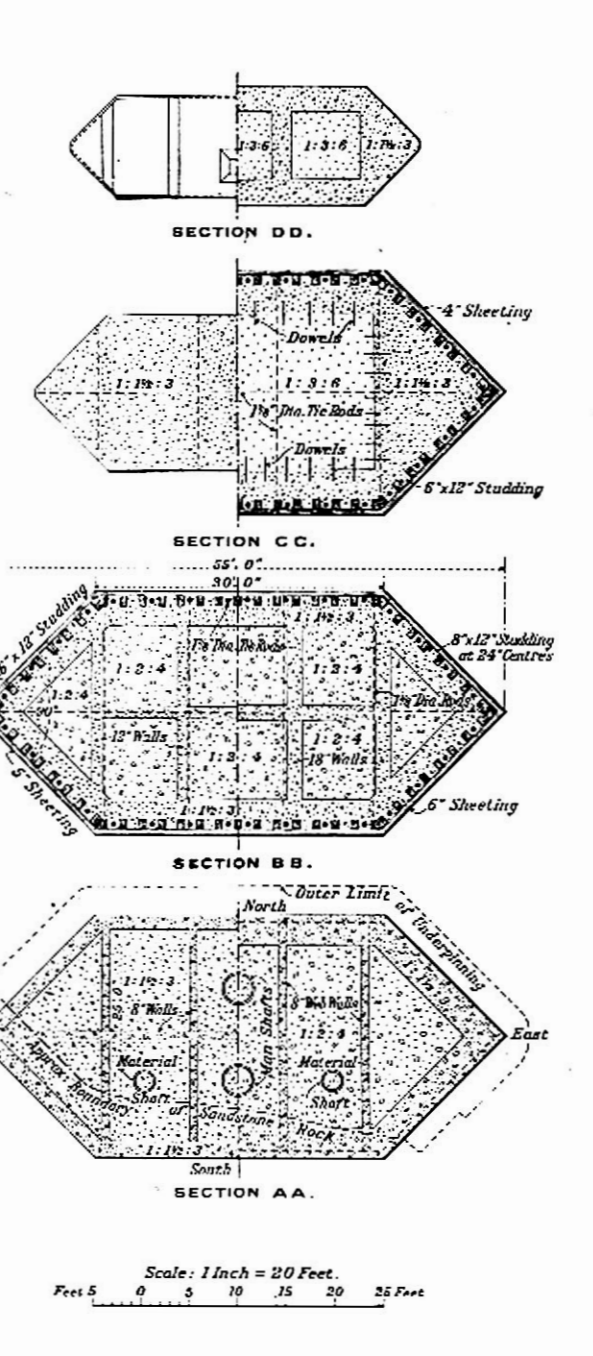 1:3:6
1:3:6
1:1½:3
SECTION DD.
4" Sheeting
Dowels
1:1½:3
1:3:6
1:1½:3
1⅛" Dia. Tie Rods
Dowels
6"x12" Studding
SECTION CC.
55'. 0"
30'. 0"
6" x 12" Studding
1:1½:3
8"x12" Studding
at 24" Centres
1⅛" Dia. Tie Rods
1:2:4
1:2:4
1:2:4
1⅛" Dia. Rods
90°
12" Walls
1:2:4
1:2:4
18" Walls
5" Sheeting
1:1½:3
6" Sheeting
SECTION BB.
Outer Limit of Underpinning
North
1:1½:3
1:1½:3
8" Walls
Man Shafts
8" Walls
1:2:4
East
Material
Shaft
Material
Shaft
Approx. Boundary of Sandstone Rock
1:1½:3
South
SECTION AA.
Scale: 1 Inch = 20 Feet.
Feet 5 0 5 10 15 20 25 Feet